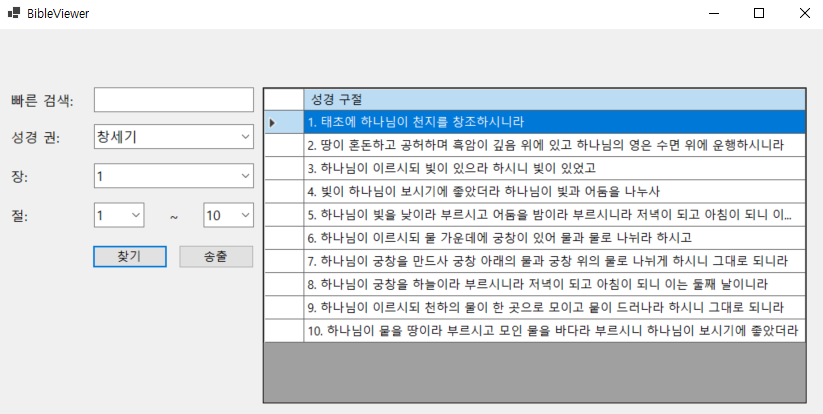 BibleViewer
빠른 검색:
성경 권: 창세기
장: 1
절: 1 ~ 10
찾기 송출
성경 구절
1. 태초에 하나님이 천지를 창조하시니라
2. 땅이 혼돈하고 공허하며 흑암이 깊음 위에 있고 하나님의 영은 수면 위에 운행하시니라
3. 하나님이 이르시되 빛이 있으라 하시니 빛이 있었고
4. 빛이 하나님이 보시기에 좋았더라 하나님이 빛과 어둠을 나누사
5. 하나님이 빛을 낮이라 부르시고 어둠을 밤이라 부르시니라 저녁이 되고 아침이 되니 이...
6. 하나님이 이르시되 물 가운데에 궁창이 있어 물과 물로 나뉘라 하시고
7. 하나님이 궁창을 만드사 궁창 아래의 물과 궁창 위의 물로 나뉘게 하시니 그대로 되니라
8. 하나님이 궁창을 하늘이라 부르시니라 저녁이 되고 아침이 되니 이는 둘째 날이니라
9. 하나님이 이르시되 천하의 물이 한 곳으로 모이고 뭍이 드러나라 하시니 그대로 되니라
10. 하나님이 뭍을 땅이라 부르시고 모인 물을 바다라 부르시니 하나님이 보시기에 좋았더라